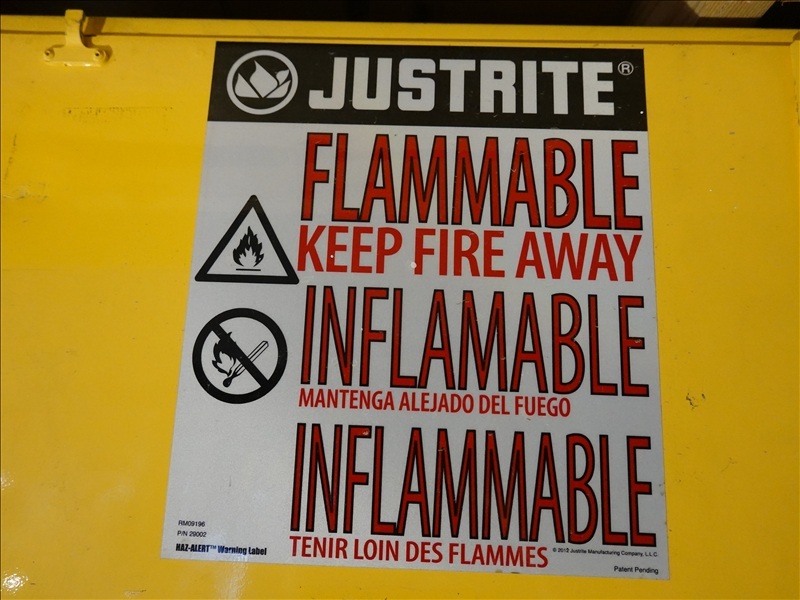 JUSTRITE®
FLAMMABLE
KEEP FIRE AWAY
INFLAMABLE
MANTENGA ALEJADO DEL FUEGO
INFLAMMABLE
TENIR LOIN DES FLAMMES
RM09196
P/N 29002
HAZ-ALERT™ Warning Label
© 2012 Justrite Manufacturing Company, L.L.C.
Patent Pending